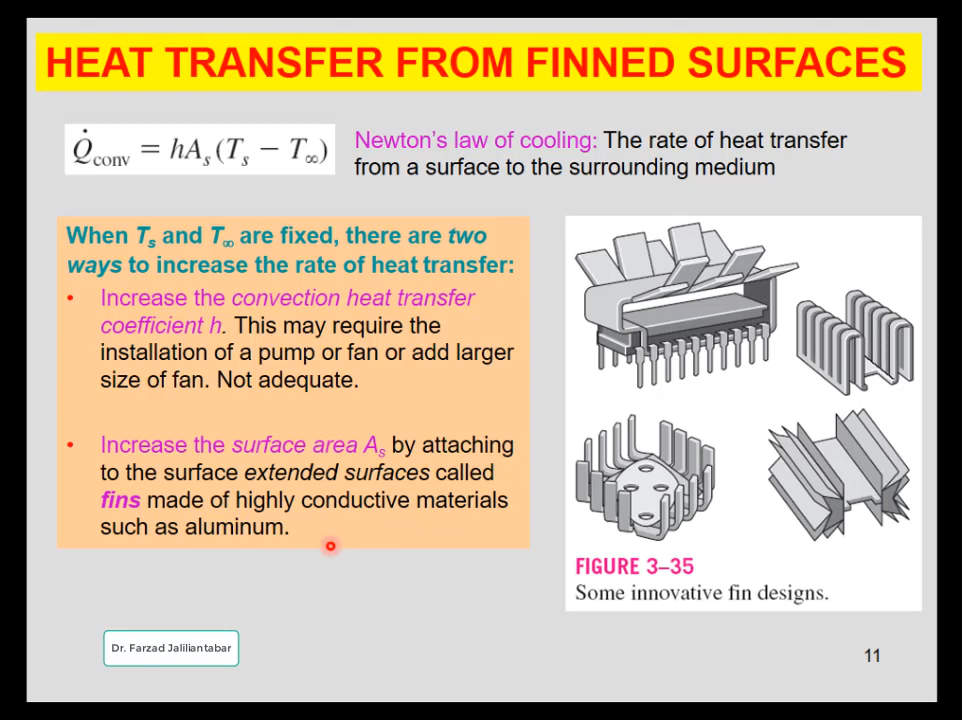 HEAT TRANSFER FROM FINNED SURFACES
Q̇conv = hAs (Ts − T∞)
Newton's law of cooling: The rate of heat transfer
from a surface to the surrounding medium
When Ts and T∞ are fixed, there are two
ways to increase the rate of heat transfer:
• Increase the convection heat transfer
coefficient h. This may require the
installation of a pump or fan or add larger
size of fan. Not adequate.
• Increase the surface area As by attaching
to the surface extended surfaces called
fins made of highly conductive materials
such as aluminum.
FIGURE 3–35
Some innovative fin designs.
Dr. Farzad Jaliliantabar
11